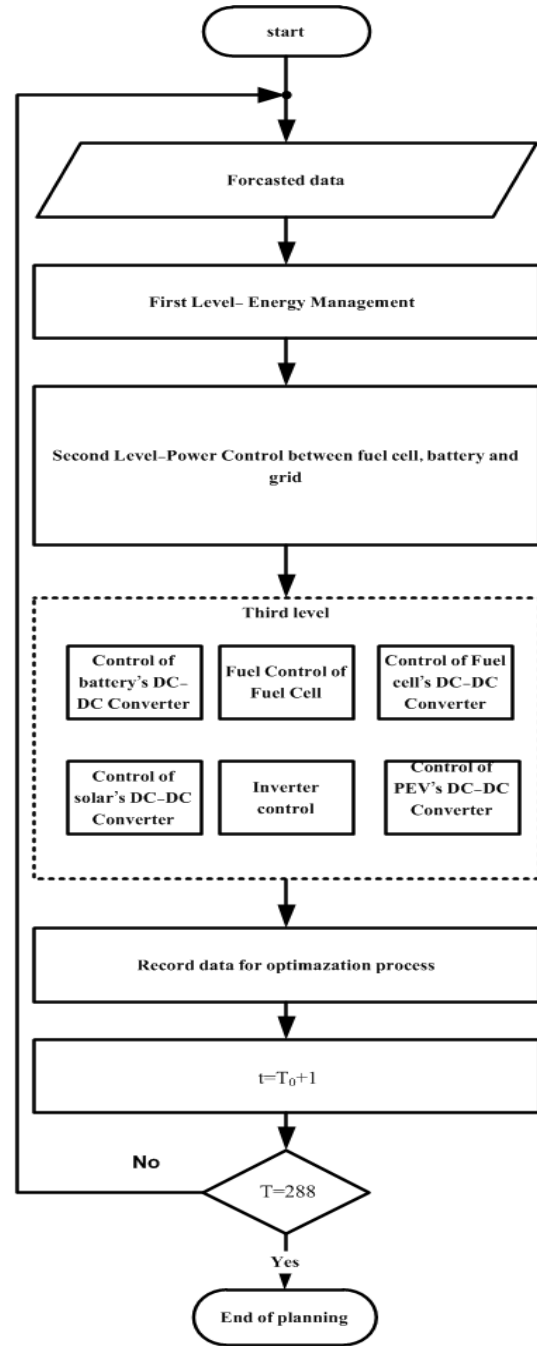 start
Forcasted data
First Level– Energy Management
Second Level–Power Control between fuel cell, battery and
grid
Third level
Control of
battery's DC–
DC Converter
Fuel Control of
Fuel Cell
Control of Fuel
cell's DC–DC
Converter
Control of
solar's DC–DC
Converter
Inverter
control
Control of
PEV's DC–DC
Converter
Record data for optimazation process
t=T₀+1
No
T=288
Yes
End of planning